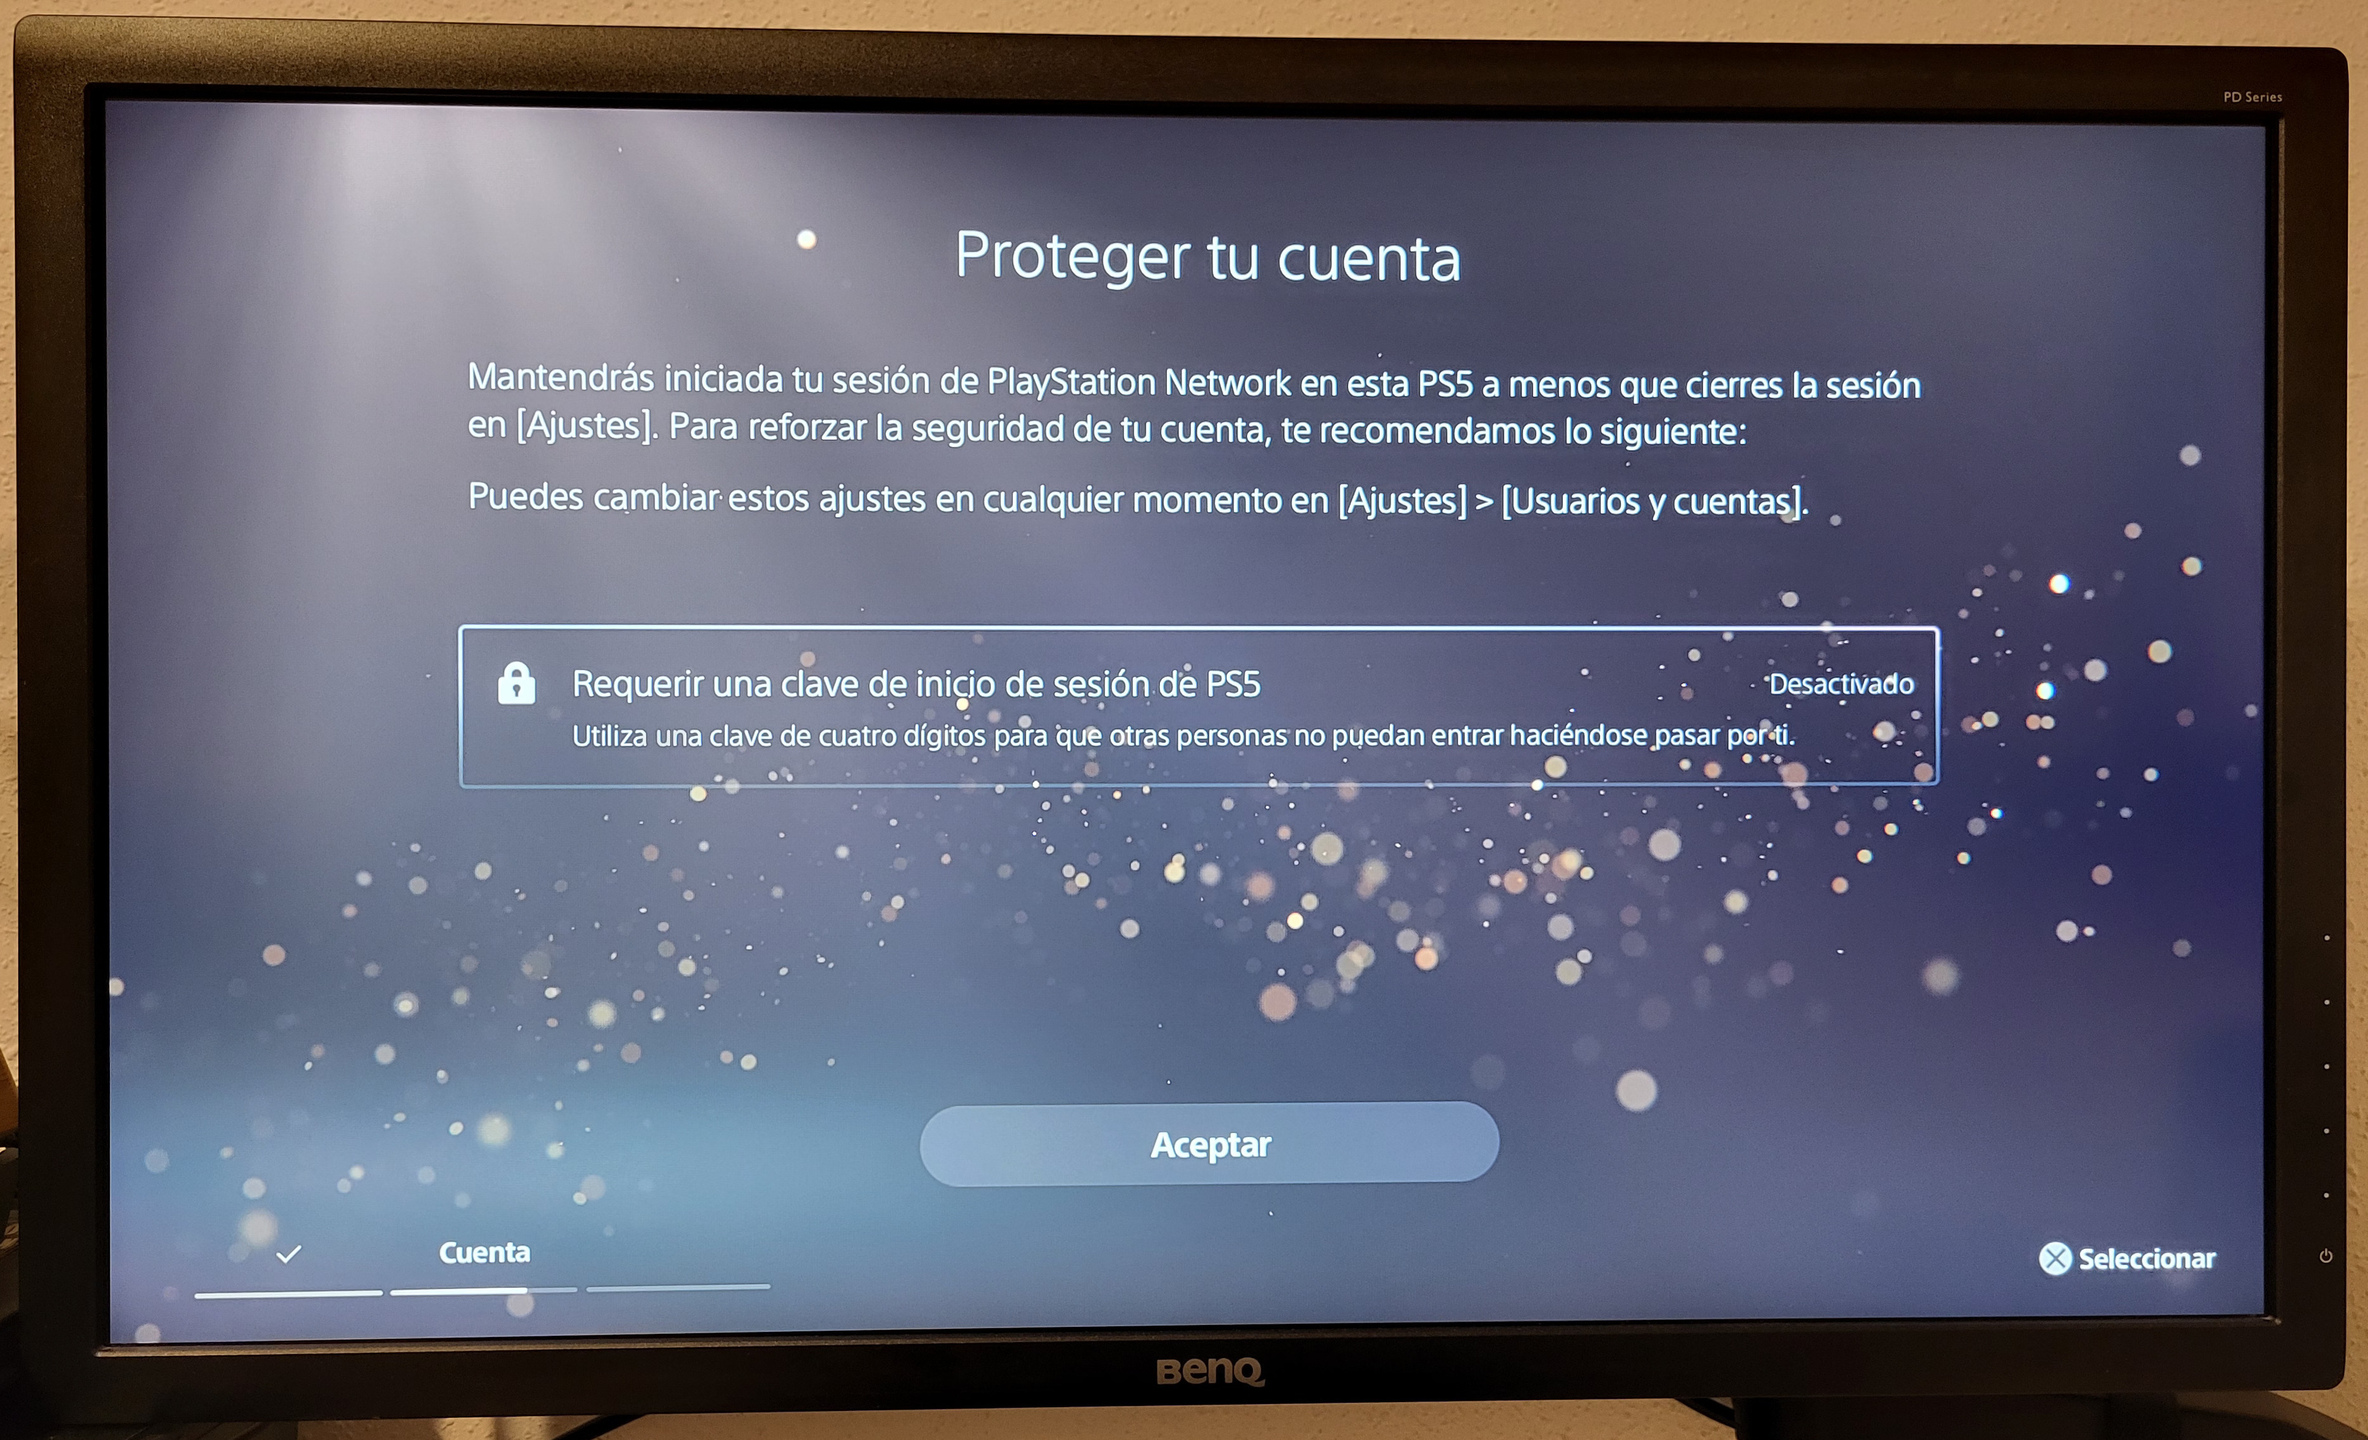 PD Series
Proteger tu cuenta
Mantendrás iniciada tu sesión de PlayStation Network en esta PS5 a menos que cierres la sesión
en [Ajustes]. Para reforzar la seguridad de tu cuenta, te recomendamos lo siguiente:
Puedes cambiar estos ajustes en cualquier momento en [Ajustes] > [Usuarios y cuentas].
Requerir una clave de inicio de sesión de PS5
Desactivado
Utiliza una clave de cuatro dígitos para que otras personas no puedan entrar haciéndose pasar por ti.
Aceptar
Cuenta
Seleccionar
BenQ